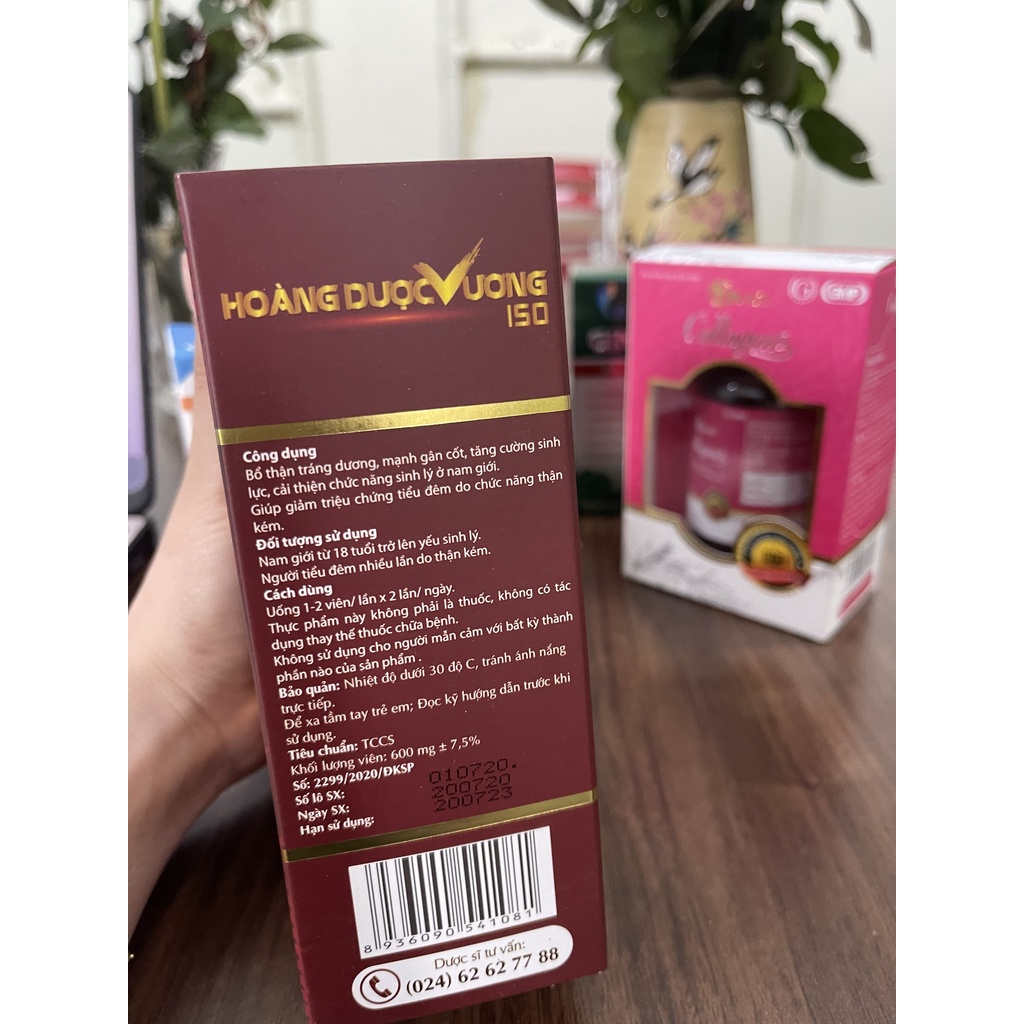 HOÀNG DƯỢC VƯƠNG
ISO
Công dụng
Bổ thận tráng dương, mạnh gân cốt, tăng cường sinh
lực, cải thiện chức năng sinh lý ở nam giới.
Giúp giảm triệu chứng tiểu đêm do chức năng thận
kém.
Đối tượng sử dụng
Nam giới từ 18 tuổi trở lên yếu sinh lý.
Người tiểu đêm nhiều lần do thận kém.
Cách dùng
Uống 1-2 viên/ lần x 2 lần/ ngày.
Thực phẩm này không phải là thuốc, không có tác
dụng thay thế thuốc chữa bệnh.
Không sử dụng cho người mẫn cảm với bất kỳ thành
phần nào của sản phẩm .
Bảo quản: Nhiệt độ dưới 30 độ C, tránh ánh nắng
trực tiếp.
Để xa tầm tay trẻ em; Đọc kỹ hướng dẫn trước khi
sử dụng.
Tiêu chuẩn: TCCS
Khối lượng viên: 600 mg ± 7,5%
Số: 2299/2020/ĐKSP
Số lô SX: 010720.
Ngày SX: 200720
Hạn sử dụng: 200723
8 936090 541081
Dược sĩ tư vấn:
(024) 62 62 77 88
Collagen
GMP